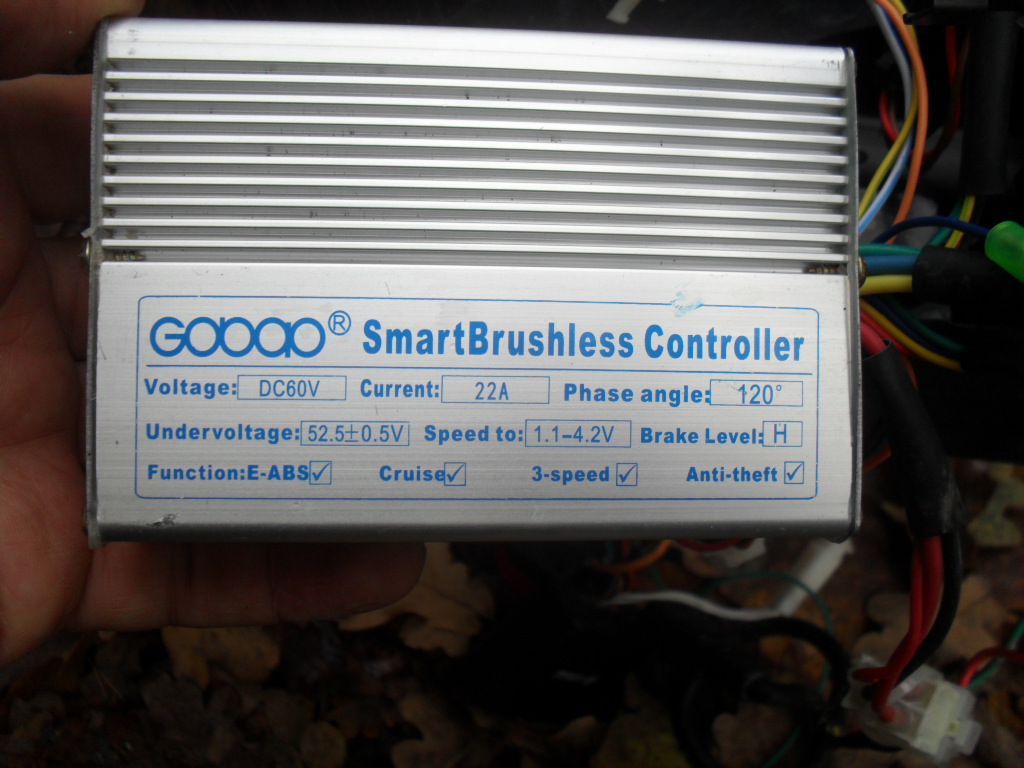 GOBAO® SmartBrushless Controller
Voltage: DC60V Current: 22A Phase angle: 120°
Undervoltage: 52.5±0.5V Speed to: 1.1-4.2V Brake Level: H
Function:E-ABS ✓ Cruise ✓ 3-speed ✓ Anti-theft ✓